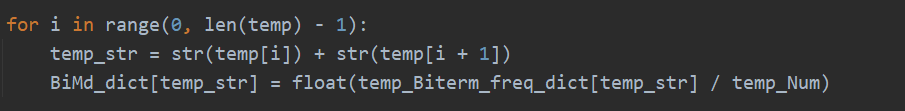 for i in range(0, len(temp) - 1):
    temp_str = str(temp[i]) + str(temp[i + 1])
    BiMd_dict[temp_str] = float(temp_Biterm_freq_dict[temp_str] / temp_Num)